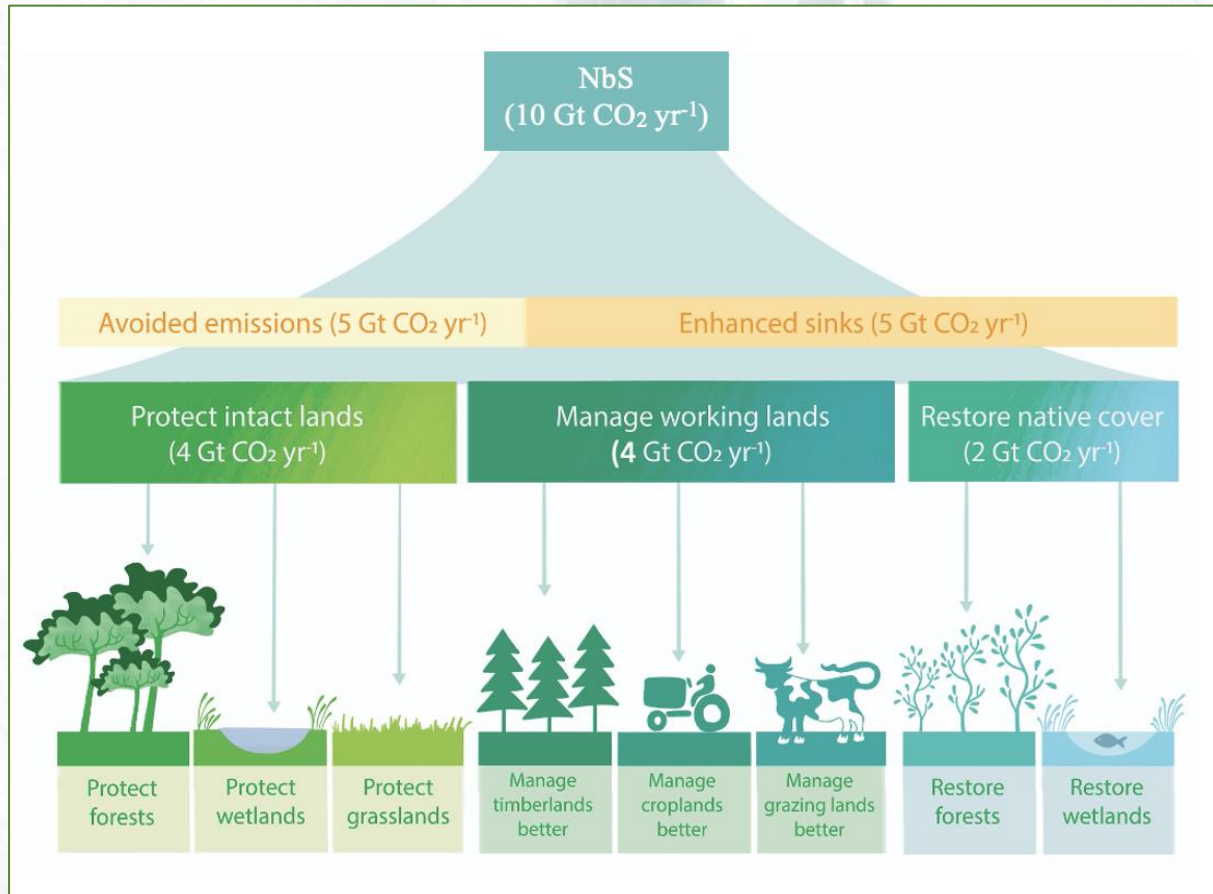 NbS
(10 Gt CO₂ yr⁻¹)
Avoided emissions (5 Gt CO₂ yr⁻¹)
Enhanced sinks (5 Gt CO₂ yr⁻¹)
Protect intact lands
(4 Gt CO₂ yr⁻¹)
Manage working lands
(4 Gt CO₂ yr⁻¹)
Restore native cover
(2 Gt CO₂ yr⁻¹)
Protect
forests
Protect
wetlands
Protect
grasslands
Manage
timberlands
better
Manage
croplands
better
Manage
grazing lands
better
Restore
forests
Restore
wetlands